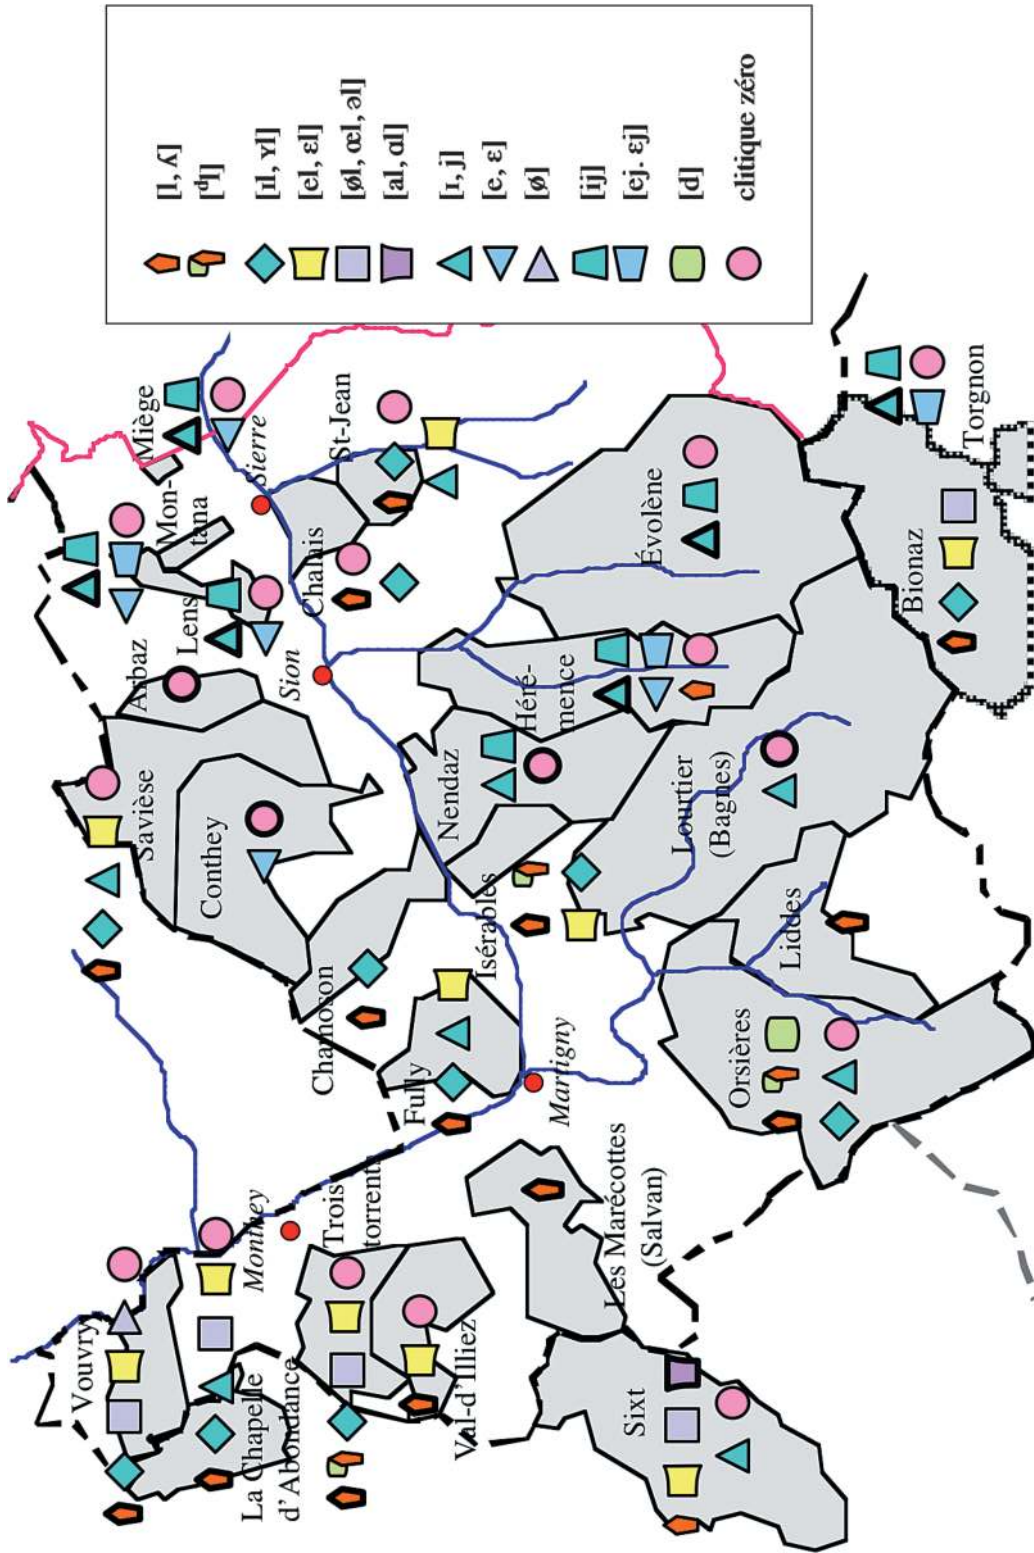 Vouvry
La Chapelle
d'Abondance
Monthey
Trois
torrents
Val-d'Illiez
Sixt
Les Marécottes
(Salvan)
Martigny
Fully
Chamoson
Isérables
Conthey
Savièse
Arbaz
Lens
Mon-
tana
Miège
Sierre
St-Jean
Chalais
Sion
Nendaz
Héré-
mence
Évolène
Lourtier
(Bagnes)
Liddes
Orsières
Bionaz
Torgnon
[l, ʎ]
[ᵈl]
[ɪl, ʏl]
[el, ɛl]
[øl, œl, əl]
[al, ɑl]
[ɪ, j]
[e, ɛ]
[ø]
[ij]
[ej. ɛj]
[d]
clitique zéro